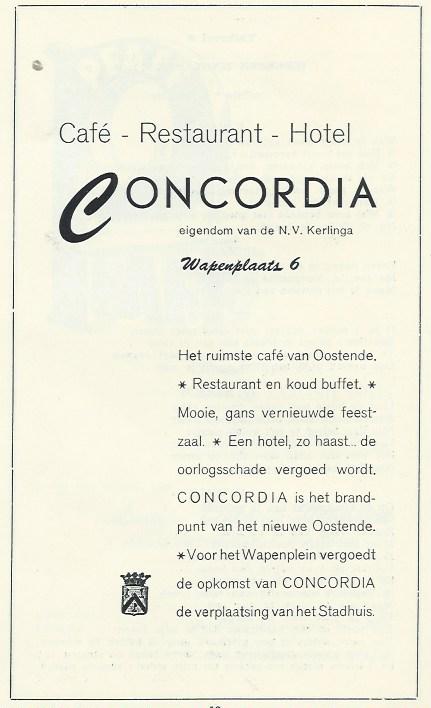 Café - Restaurant - Hotel
CONCORDIA
eigendom van de N.V. Kerlinga
Wapenplaats 6
Het ruimste café van Oostende.
* Restaurant en koud buffet. *
Mooie, gans vernieuwde feest-
zaal. * Een hotel, zo haast... de
oorlogsschade vergoed wordt.
CONCORDIA is het brand-
punt van het nieuwe Oostende.
* Voor het Wapenplein vergoedt
de opkomst van CONCORDIA
de verplaatsing van het Stadhuis.